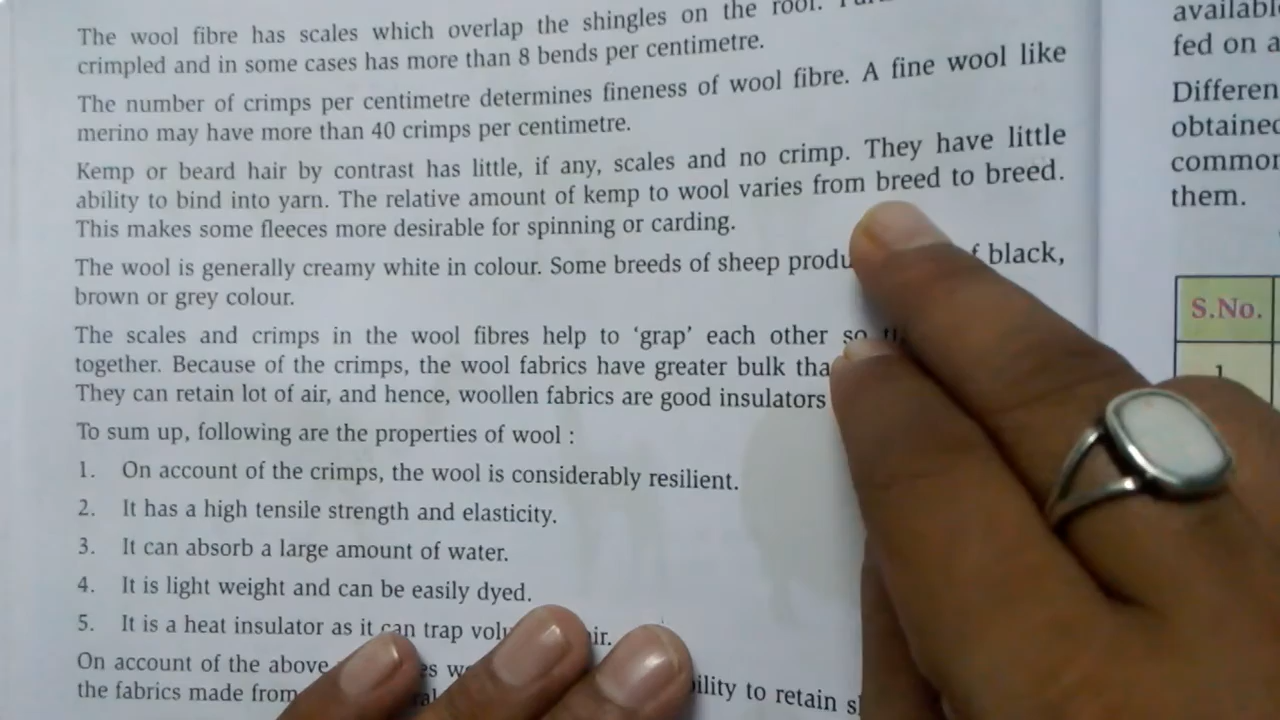 The wool fibre has scales which overlap the shingles on the roof.
crimpled and in some cases has more than 8 bends per centimetre.
The number of crimps per centimetre determines fineness of wool fibre. A fine wool like
merino may have more than 40 crimps per centimetre.
Kemp or beard hair by contrast has little, if any, scales and no crimp. They have little
ability to bind into yarn. The relative amount of kemp to wool varies from breed to breed.
This makes some fleeces more desirable for spinning or carding.
The wool is generally creamy white in colour. Some breeds of sheep black,
brown or grey colour.
The scales and crimps in the wool fibres help to ‘grap’ each other so
together. Because of the crimps, the wool fabrics have greater bulk
They can retain lot of air, and hence, woollen fabrics are good insulators
To sum up, following are the properties of wool :
1. On account of the crimps, the wool is considerably resilient.
2. It has a high tensile strength and elasticity.
3. It can absorb a large amount of water.
4. It is light weight and can be easily dyed.
5. It is a heat insulator as it can trap
On account of the above
the fabrics made from to retain
fed on a
common
them.
S.No.
1